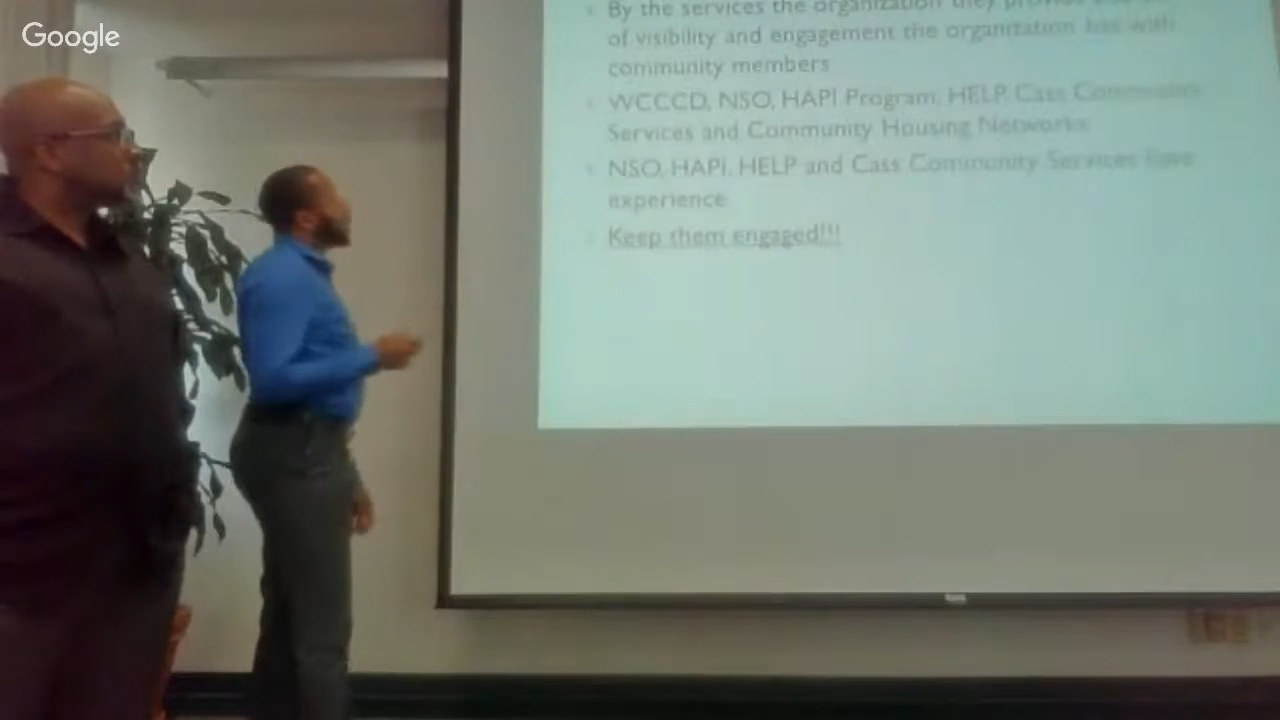 Google
By the services the organization they provide
of visibility and engagement the organization has with
community members
WCCCD, NSO, HAPI Program, HELP, Cass Community
Services and Community Housing Networks
NSO, HAPI, HELP and Cass Community Services have
experience
Keep them engaged!!!